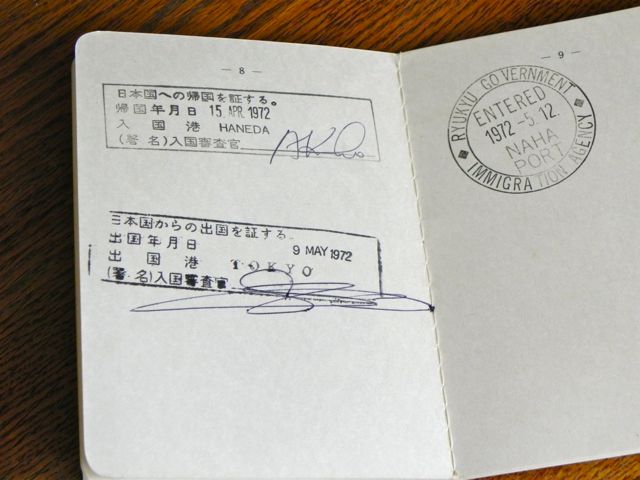 — 8 —
日本国への帰国を証する。
帰国年月日 15. APR. 1972
入国港 HANEDA
(署名)入国審査官
日本国からの出国を証する。
出国年月日 9 MAY 1972
出国港 TOKYO
(署名)入国審査官
— 9 —
RYUKYU GOVERNMENT
ENTERED
1972 -5. 12.
NAHA
PORT
IMMIGRATION AGENCY